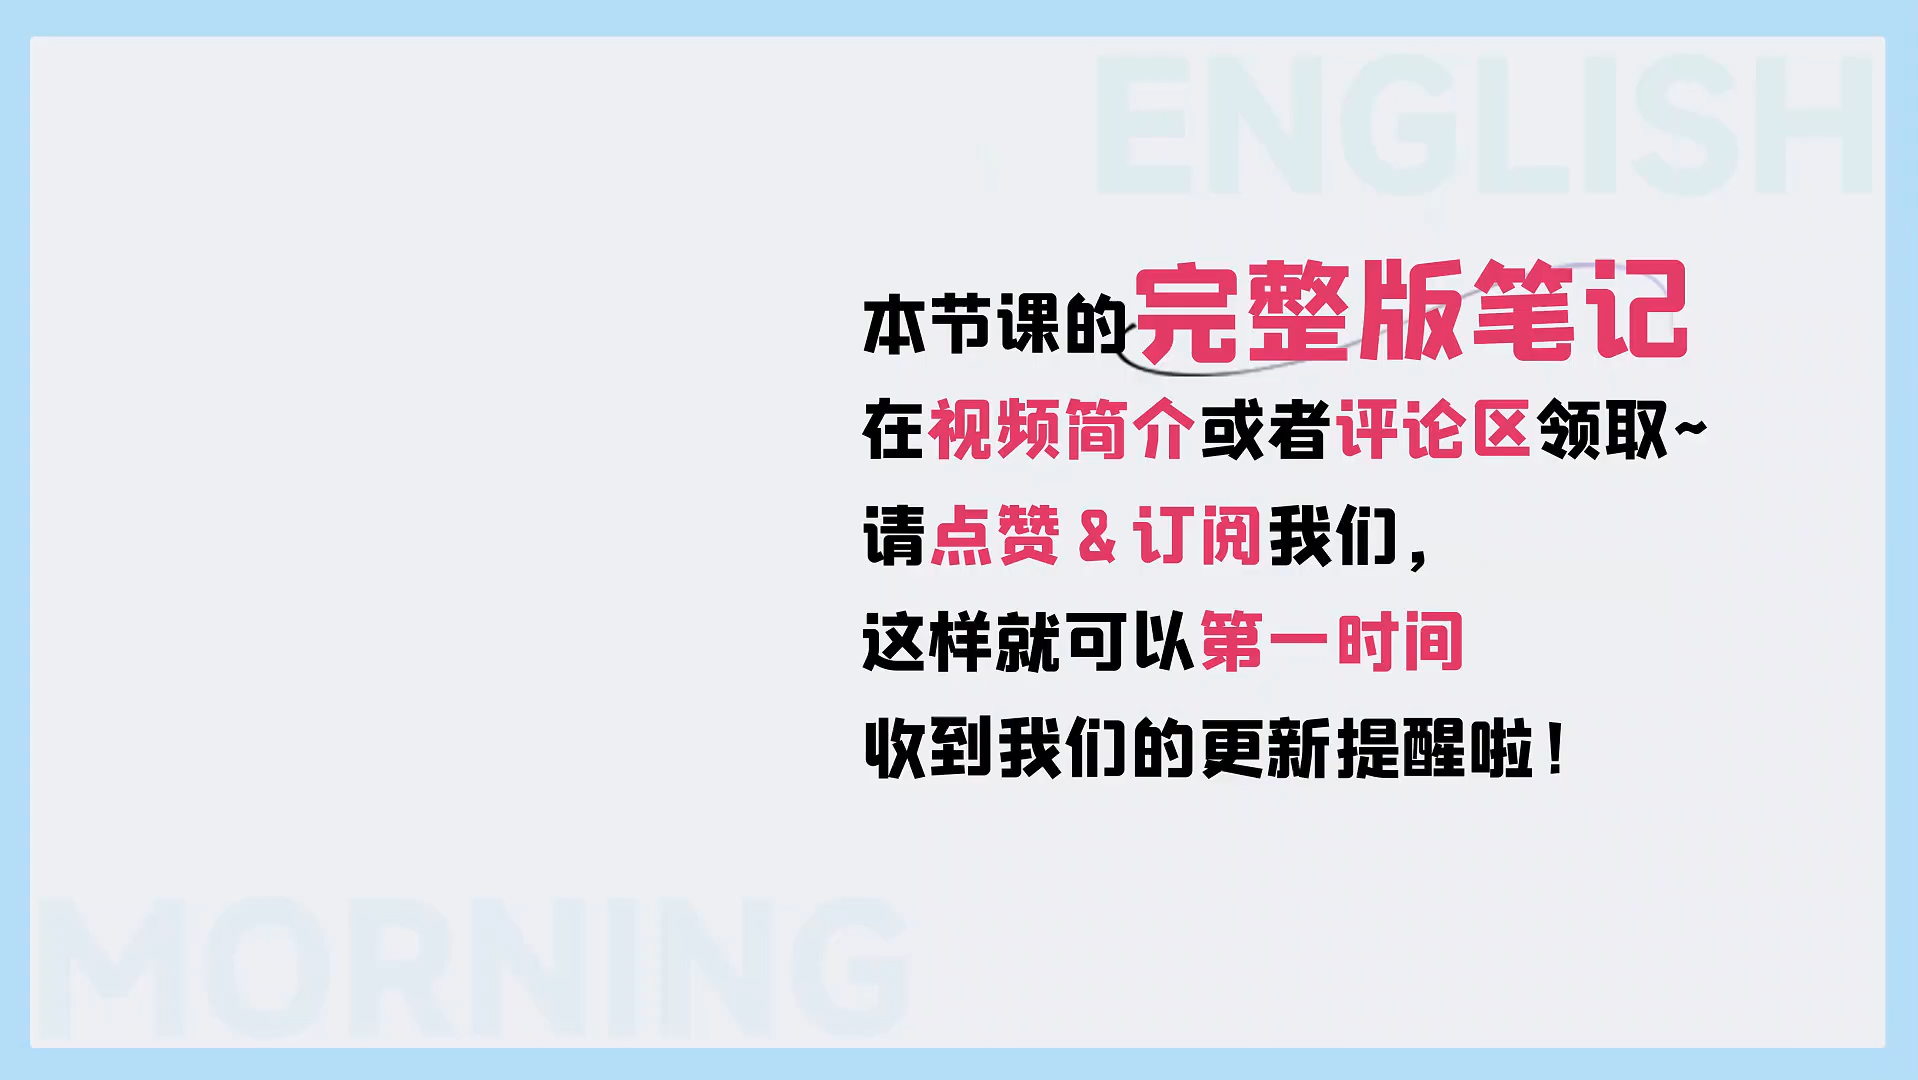 ENGLISH
本节课的完整版笔记
在视频简介或者评论区领取~
请点赞&订阅我们，
这样就可以第一时间
收到我们的更新提醒啦！
MORNING